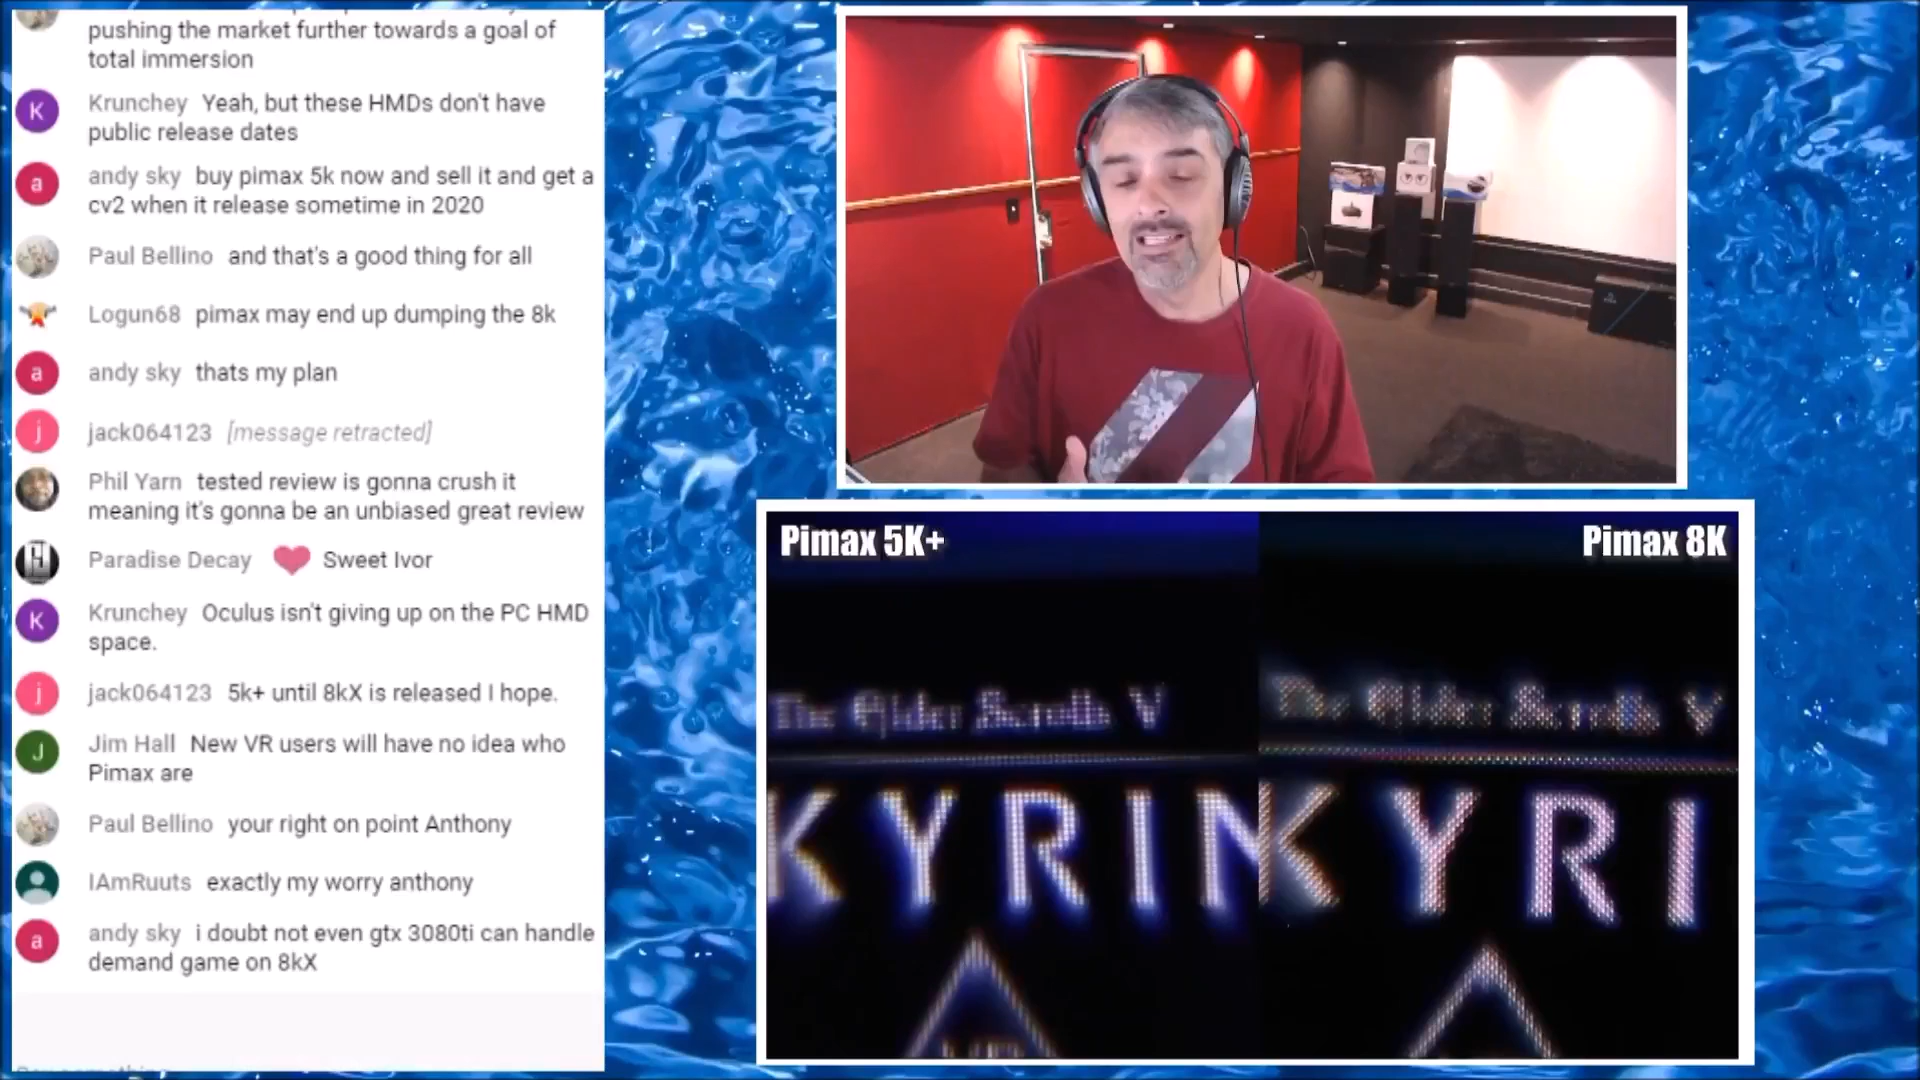 pushing the market further towards a goal of
total immersion
K
Krunchey Yeah, but these HMDs don't have
public release dates
a
andy sky buy pimax 5k now and sell it and get a
cv2 when it release sometime in 2020
Paul Bellino and that's a good thing for all
Logun68 pimax may end up dumping the 8k
a
andy sky thats my plan
j
jack064123 [message retracted]
Phil Yarn tested review is gonna crush it
meaning it's gonna be an unbiased great review
Paradise Decay Sweet Ivor
K
Krunchey Oculus isn't giving up on the PC HMD
space.
j
jack064123 5k+ until 8kX is released I hope.
J
Jim Hall New VR users will have no idea who
Pimax are
Paul Bellino your right on point Anthony
IAmRuuts exactly my worry anthony
a
andy sky i doubt not even gtx 3080ti can handle
demand game on 8kX
Pimax 5K+
The Elder Scrolls V
KYRIN
Pimax 8K
The Elder Scrolls V
KYRI